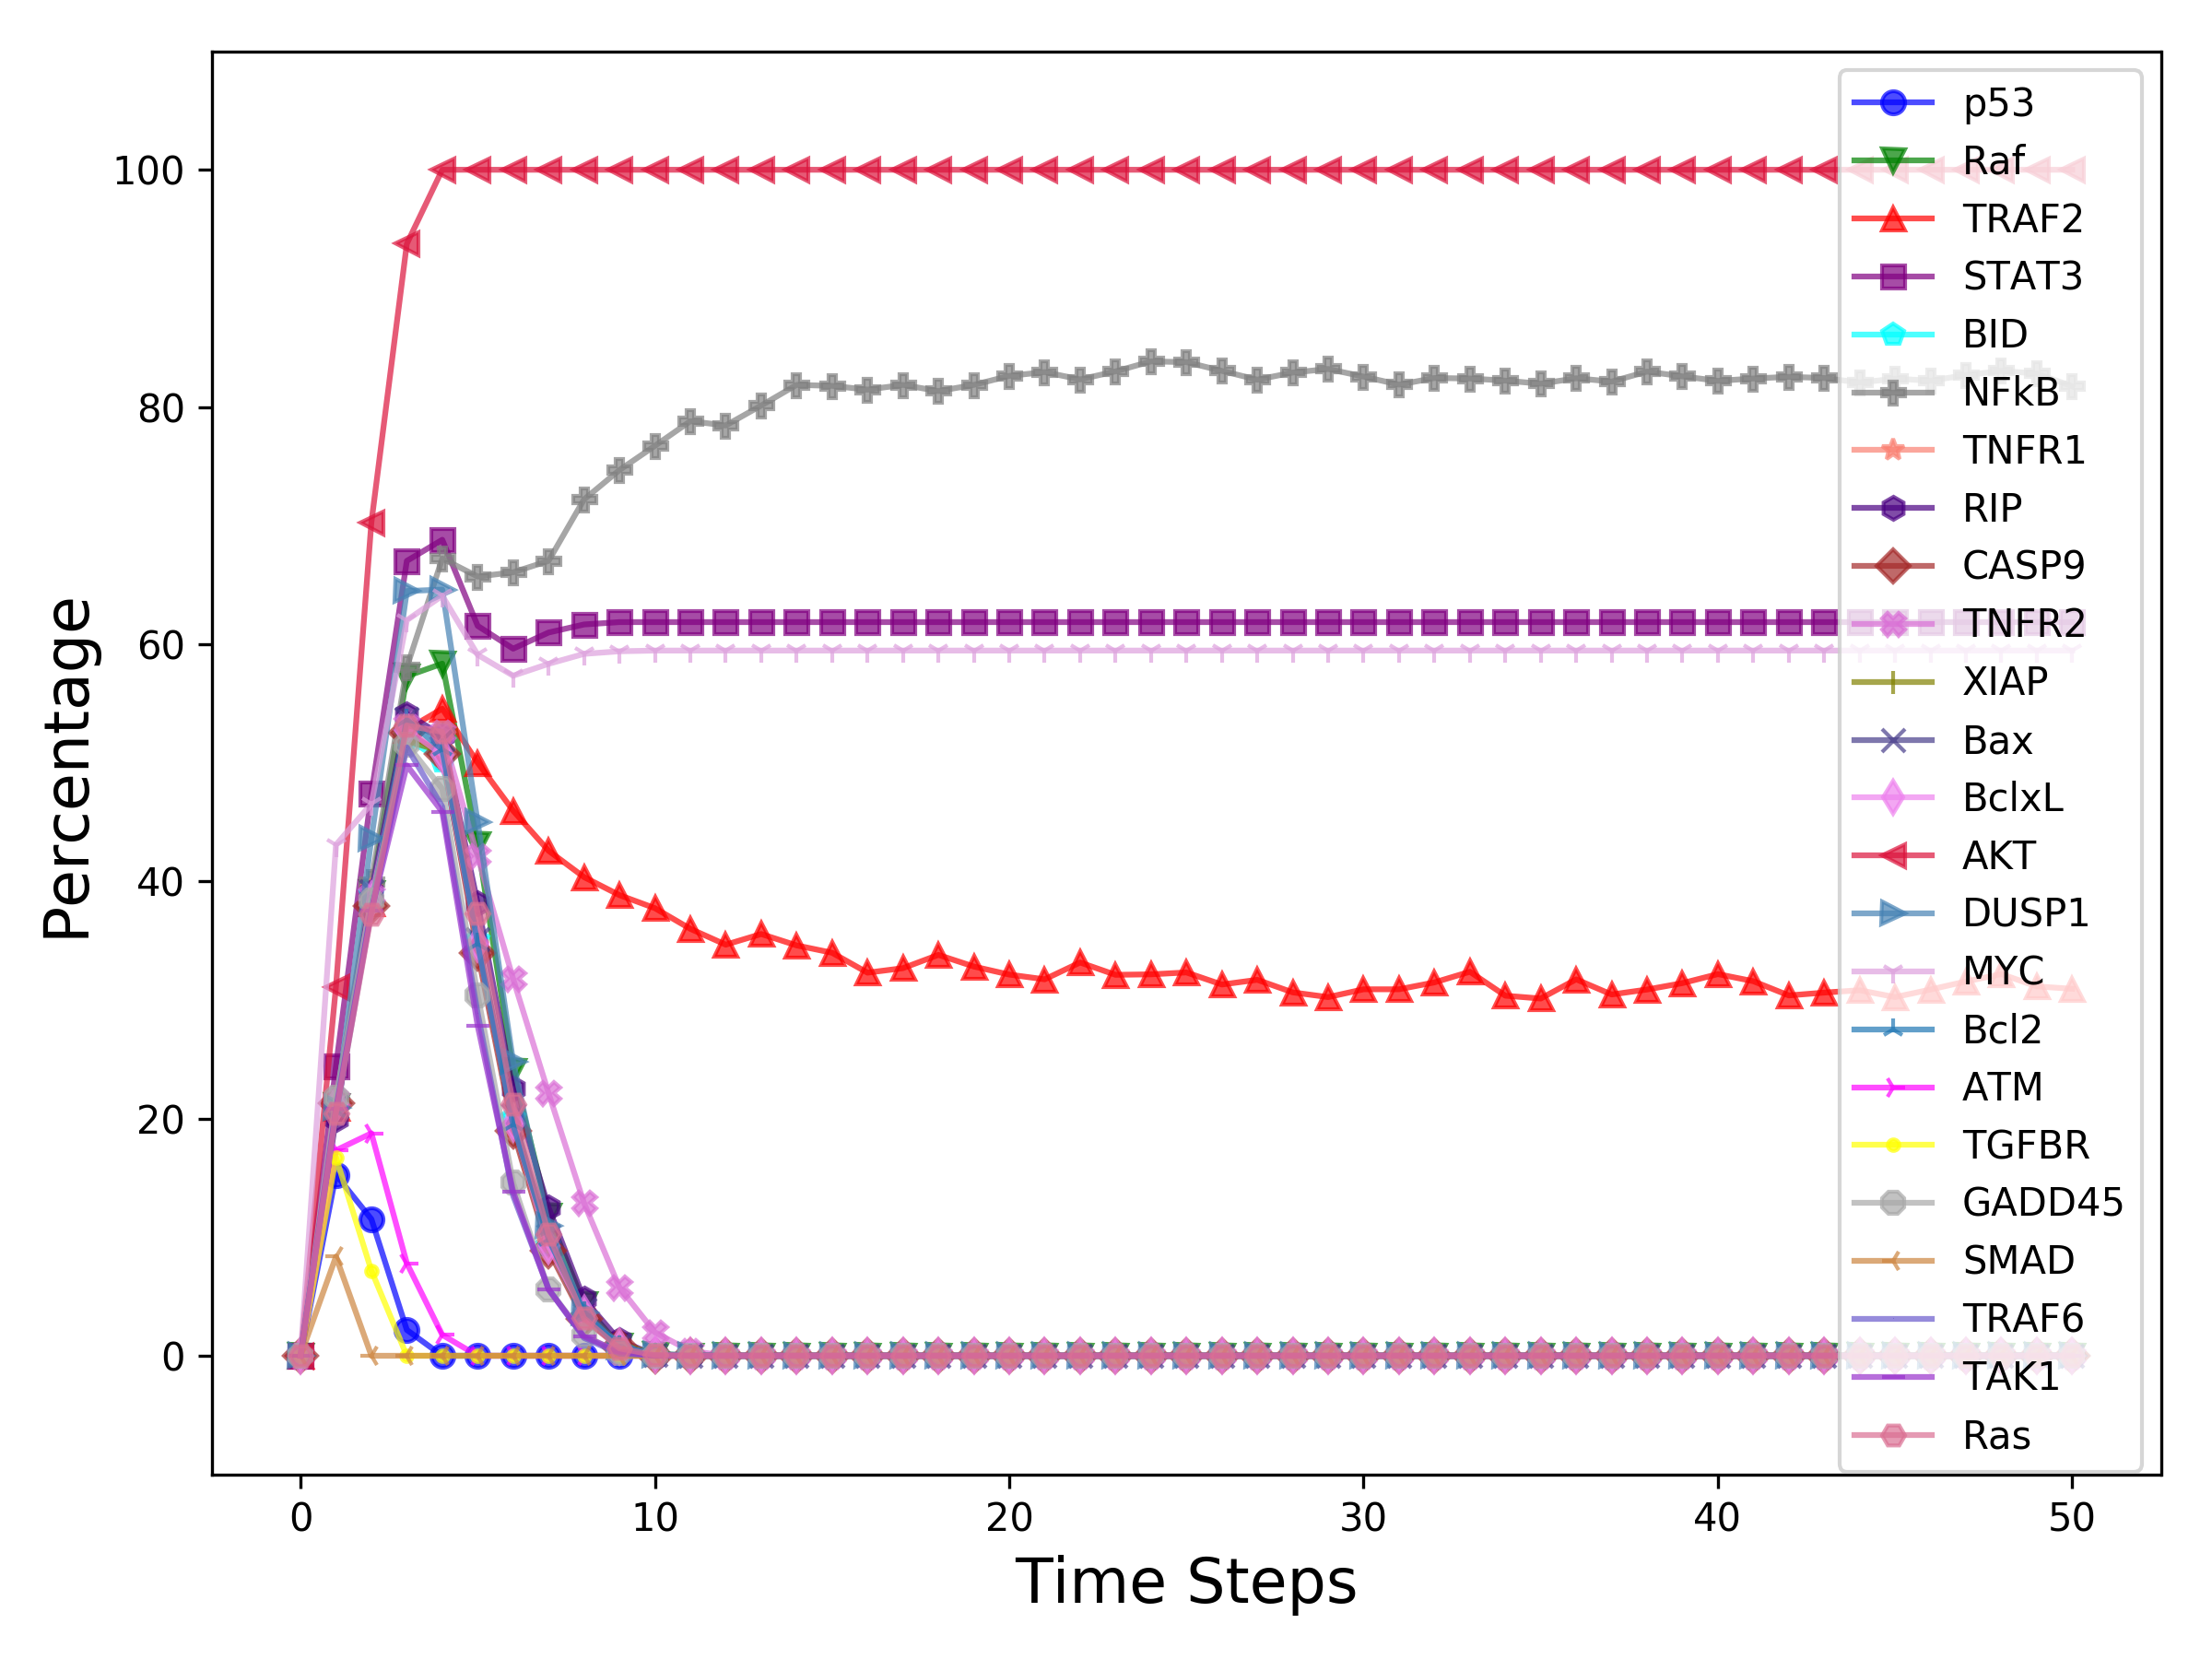 100
80
60
40
20
0
Percentage
0 10 20 30 40 50
Time Steps
p53
Raf
TRAF2
STAT3
BID
NFkB
TNFR1
RIP
CASP9
TNFR2
XIAP
Bax
BclxL
AKT
DUSP1
MYC
Bcl2
ATM
TGFBR
GADD45
SMAD
TRAF6
TAK1
Ras